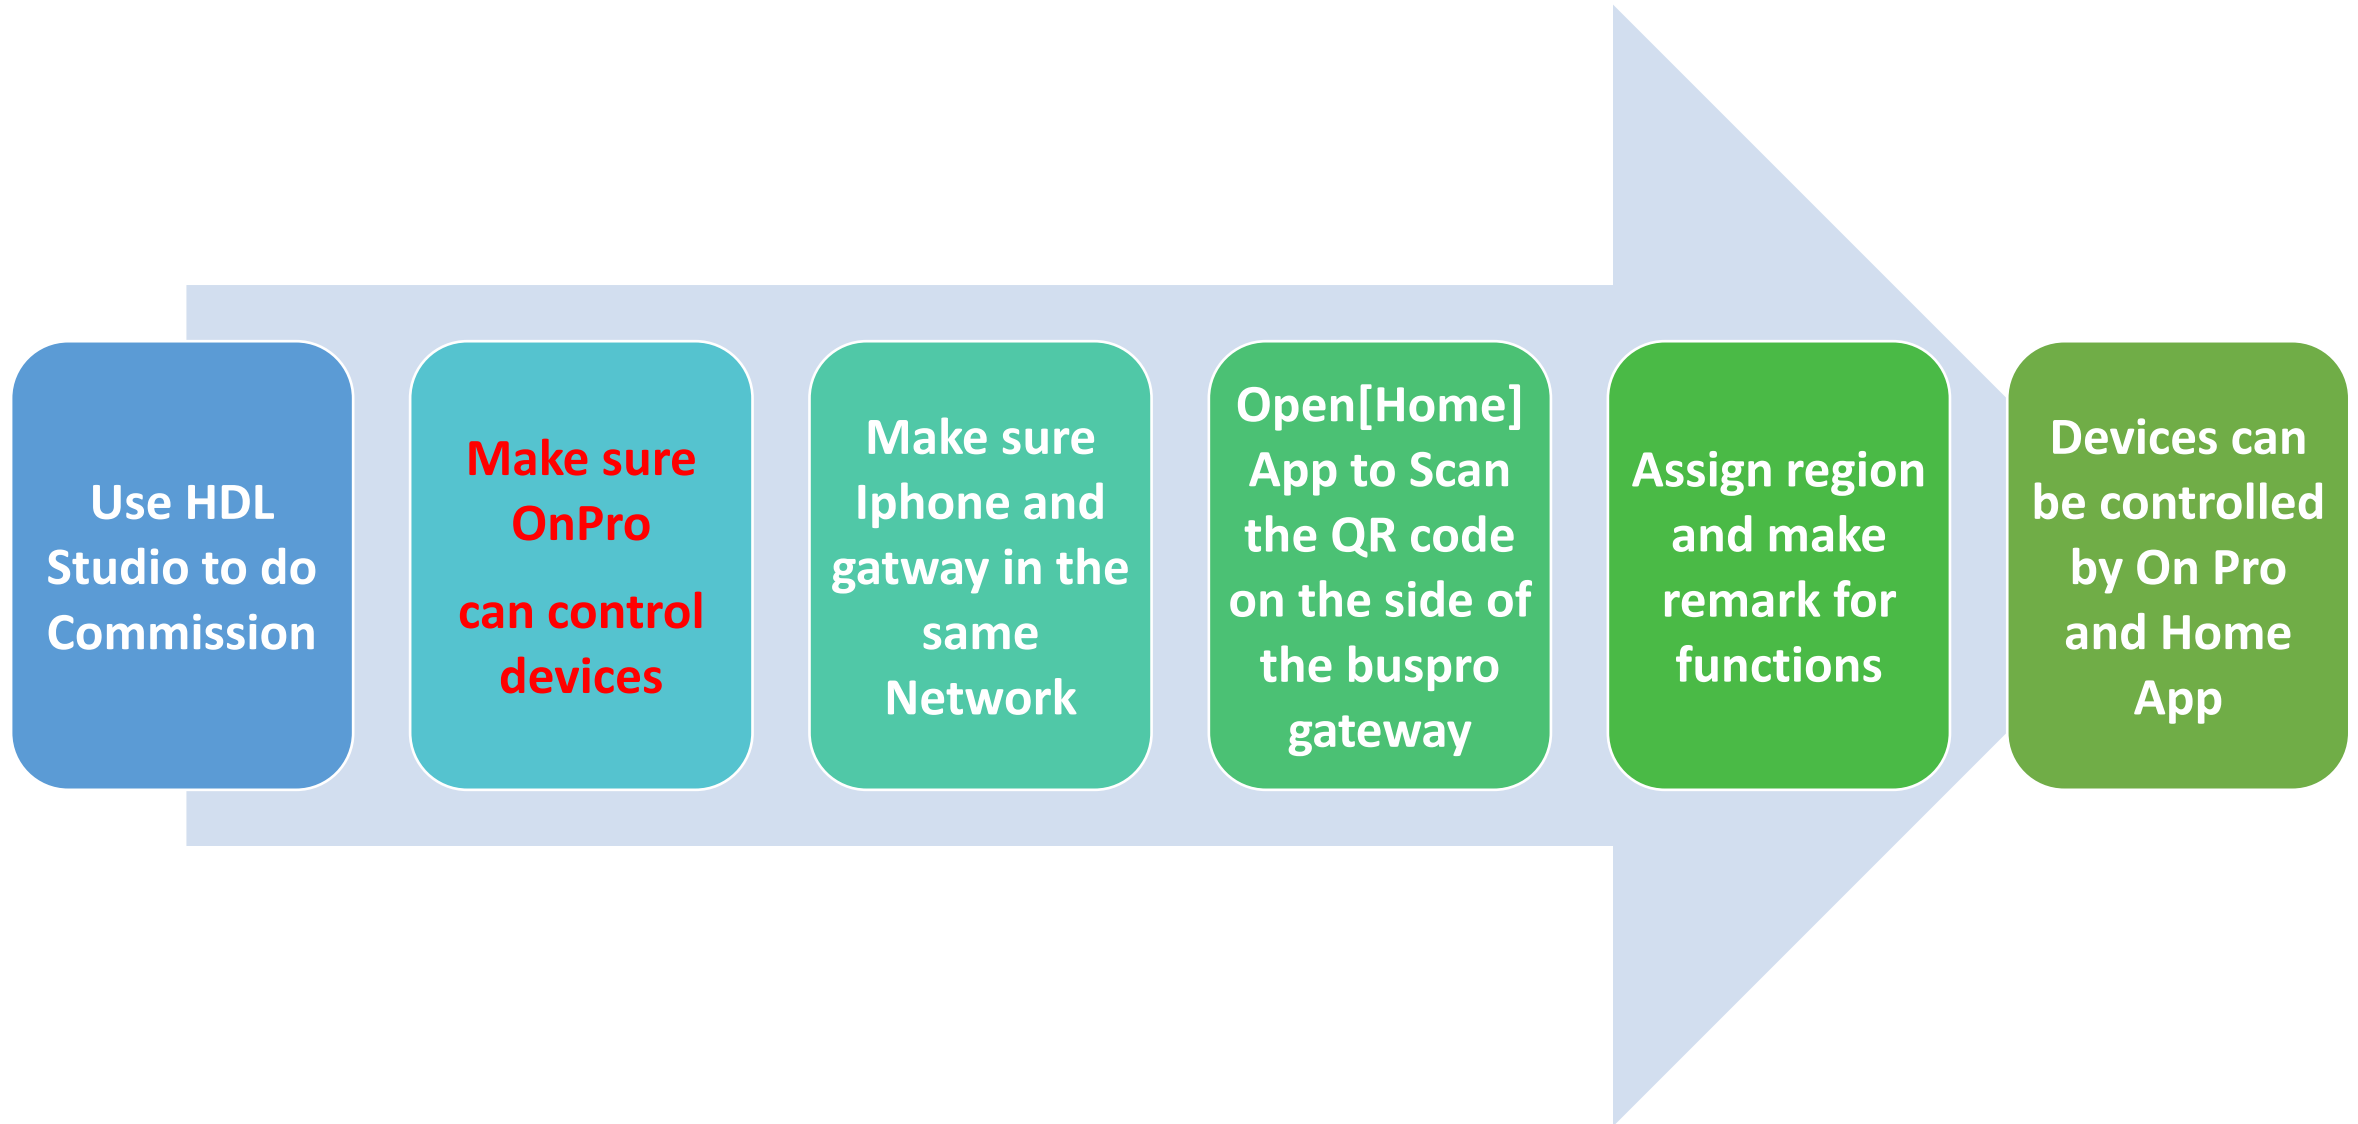 Use HDL
Studio to do
Commission
Make sure
OnPro
can control
devices
Make sure
Iphone and
gatway in the
same
Network
Open[Home]
App to Scan
the QR code
on the side of
the buspro
gateway
Assign region
and make
remark for
functions
Devices can
be controlled
by On Pro
and Home
App